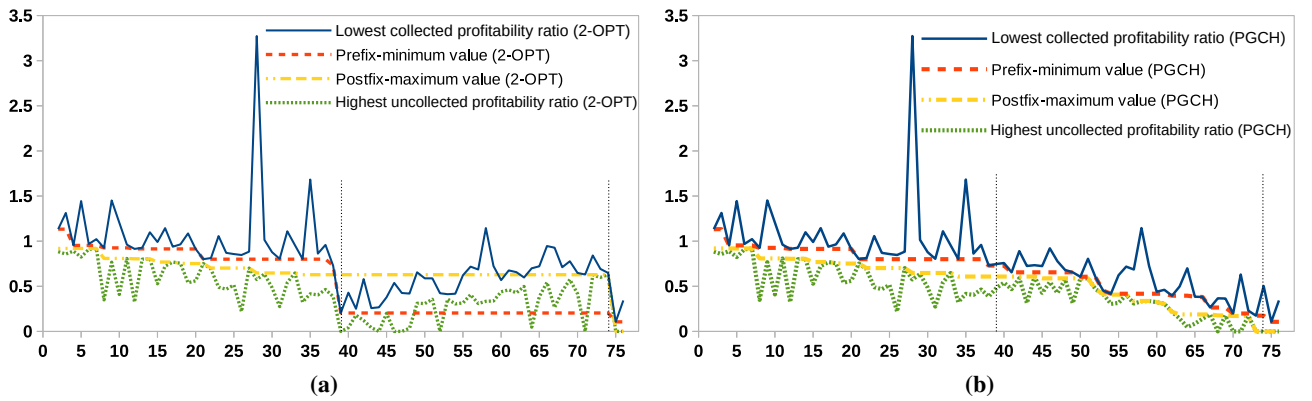 3.5
3
2.5
2
1.5
1
0.5
0
0 5 10 15 20 25 30 35 40 45 50 55 60 65 70 75
Lowest collected profitability ratio (2-OPT)
Prefix-minimum value (2-OPT)
Postfix-maximum value (2-OPT)
Highest uncollected profitability ratio (2-OPT)
(a)
3.5
3
2.5
2
1.5
1
0.5
0
0 5 10 15 20 25 30 35 40 45 50 55 60 65 70 75
Lowest collected profitability ratio (PGCH)
Prefix-minimum value (PGCH)
Postfix-maximum value (PGCH)
Highest uncollected profitability ratio (PGCH)
(b)